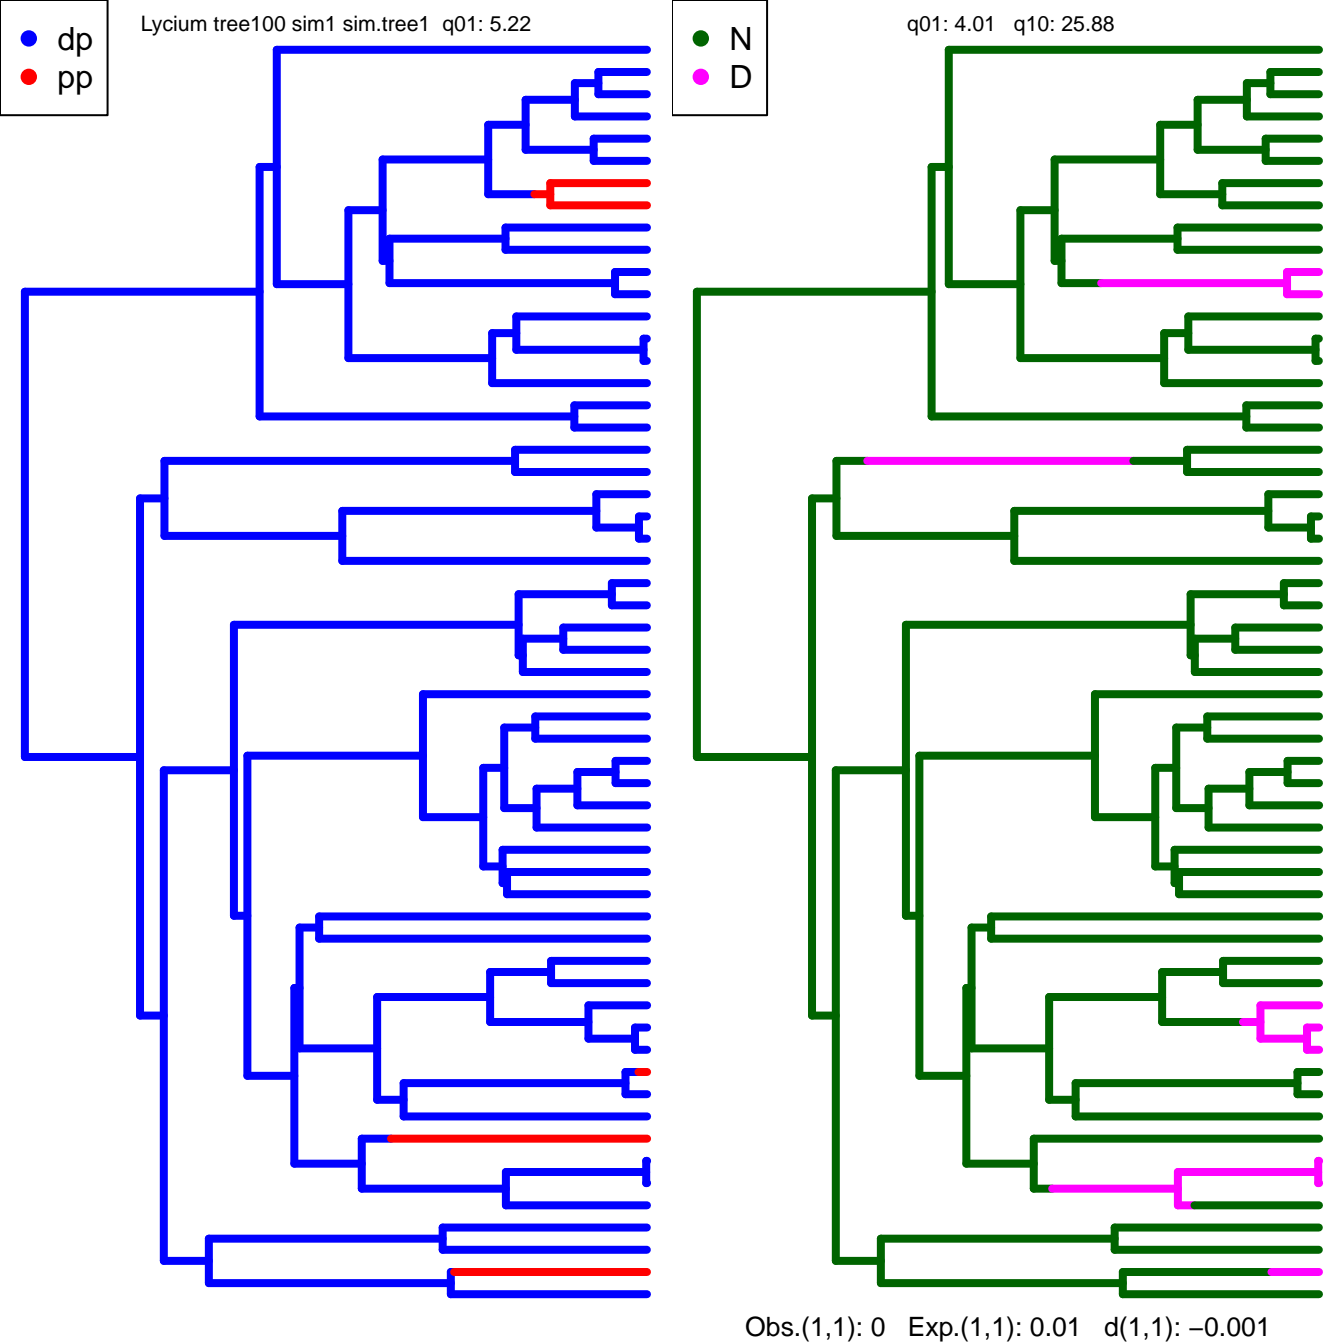 Lycium tree100 sim1 sim.tree1  q01: 5.22
dp
pp
q01: 4.01   q10: 25.88
N
D
Obs.(1,1): 0   Exp.(1,1): 0.01   d(1,1): −0.001